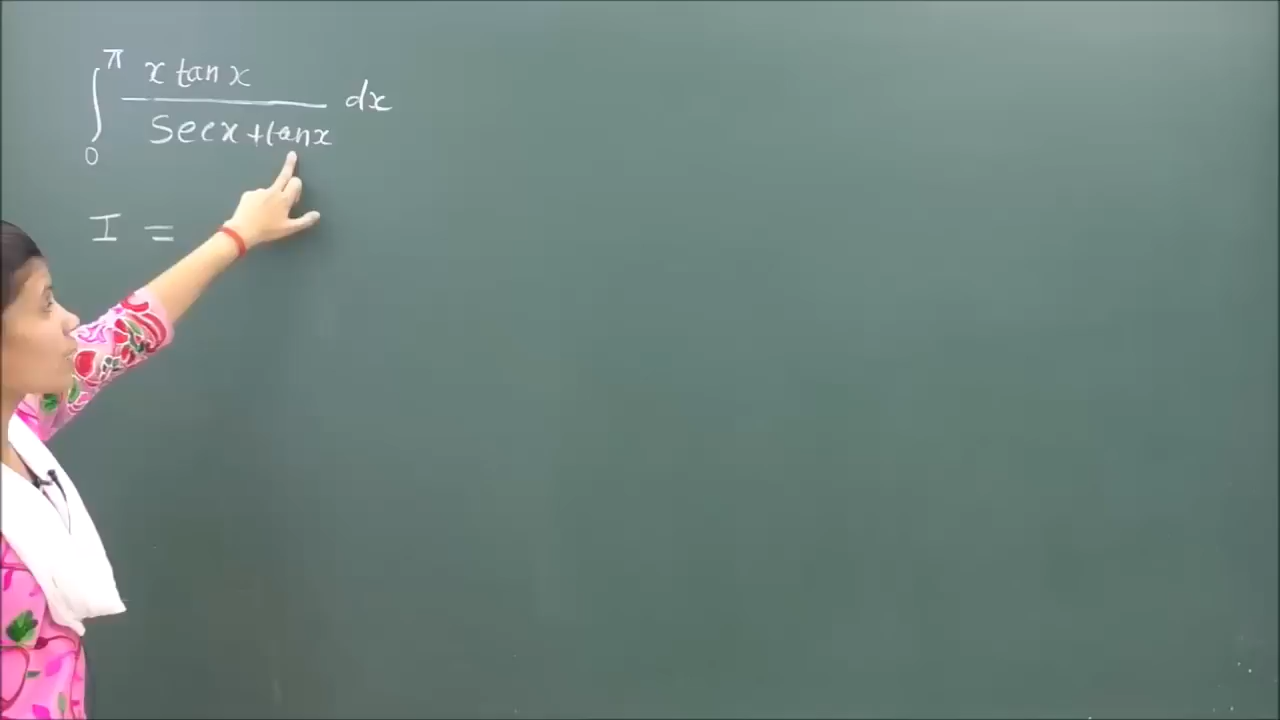 ∫₀^π (x tan x)/(Sec x + tan x) dx
I =